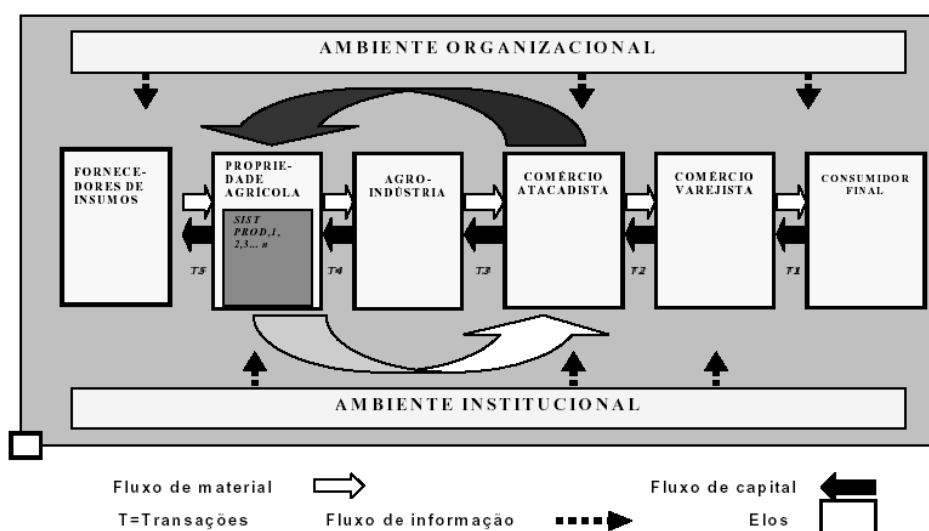 AMBIENTE ORGANIZACIONAL
FORNECE-
DORES DE
INSUMOS
PROPRIE-
DADE
AGRÍCOLA
SIST
PROD,1,
2,3... n
AGRO-
INDÚSTRIA
COMÉRCIO
ATACADISTA
COMÉRCIO
VAREJISTA
CONSUMIDOR
FINAL
T5
T4
T3
T2
T1
AMBIENTE INSTITUCIONAL
Fluxo de material
Fluxo de capital
T=Transações
Fluxo de informação
Elos